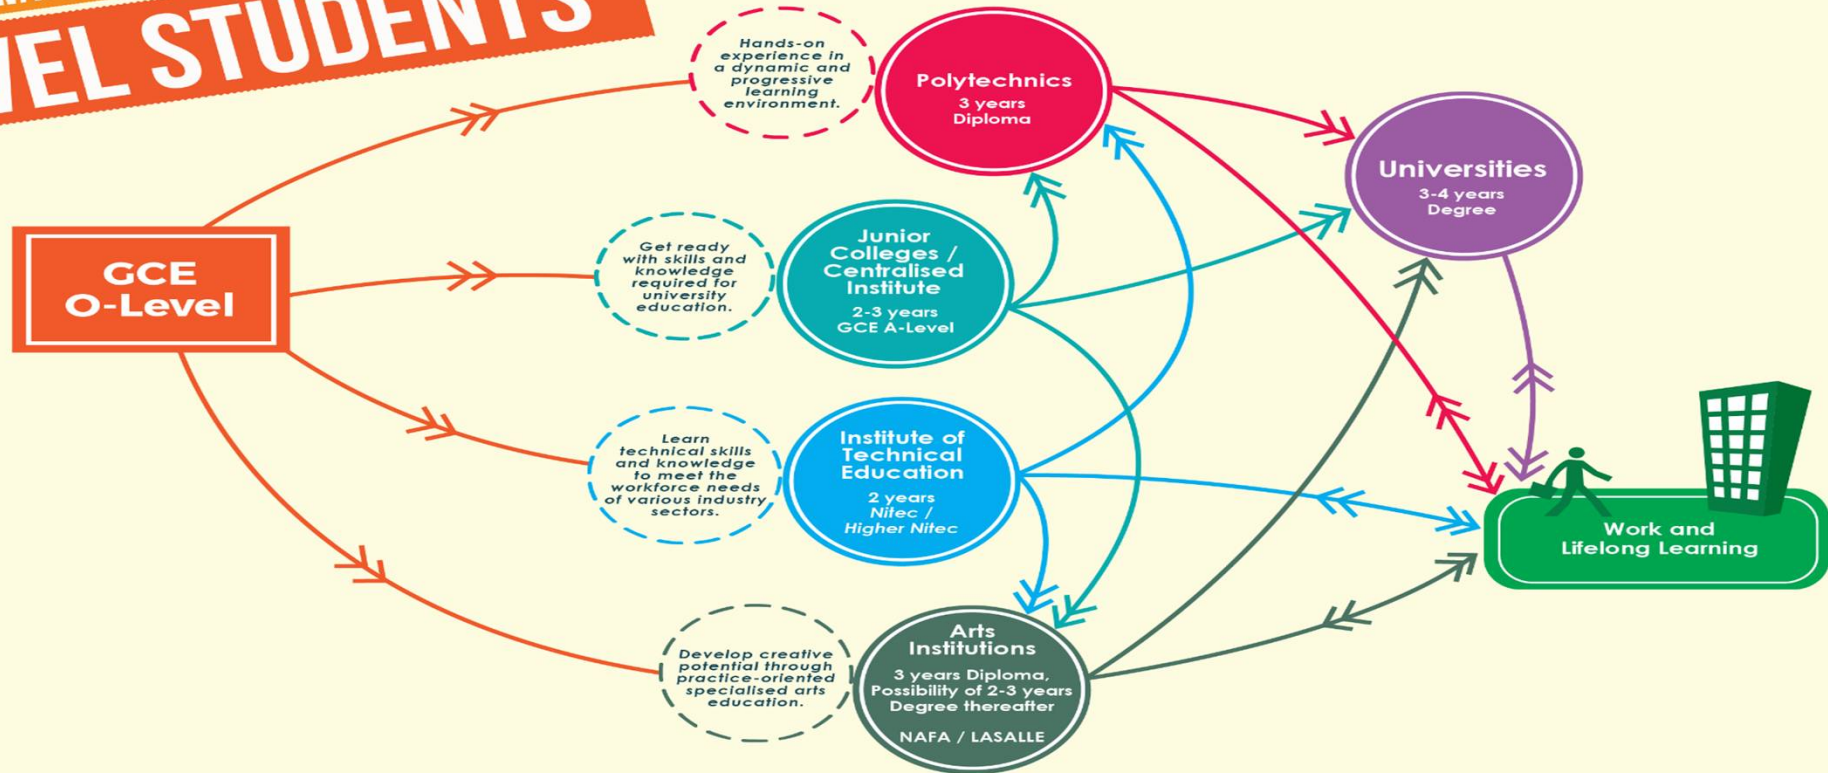 EL STUDENTS
GCE
O-Level
Hands-on
experience in
a dynamic and
progressive
learning
environment.
Polytechnics
3 years
Diploma
Get ready
with skills and
knowledge
required for
university
education.
Junior
Colleges /
Centralised
Institute
2-3 years
GCE A-Level
Learn
technical skills
and knowledge
to meet the
workforce needs
of various industry
sectors.
Institute of
Technical
Education
2 years
Nitec /
Higher Nitec
Develop creative
potential through
practice-oriented
specialised arts
education.
Arts
Institutions
3 years Diploma,
Possibility of 2-3 years
Degree thereafter
NAFA / LASALLE
Universities
3-4 years
Degree
Work and
Lifelong Learning